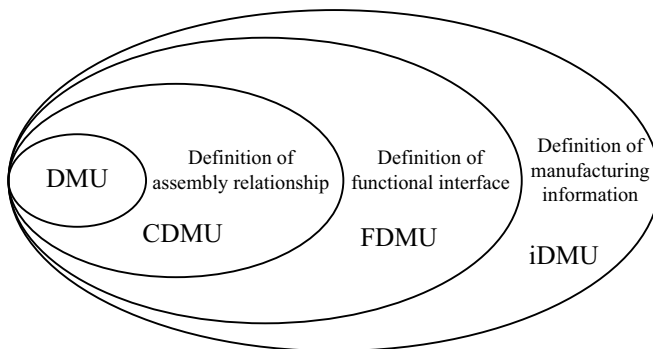 DMU
Definition of
assembly relationship
CDMU
Definition of
functional interface
FDMU
Definition of
manufacturing
information
iDMU